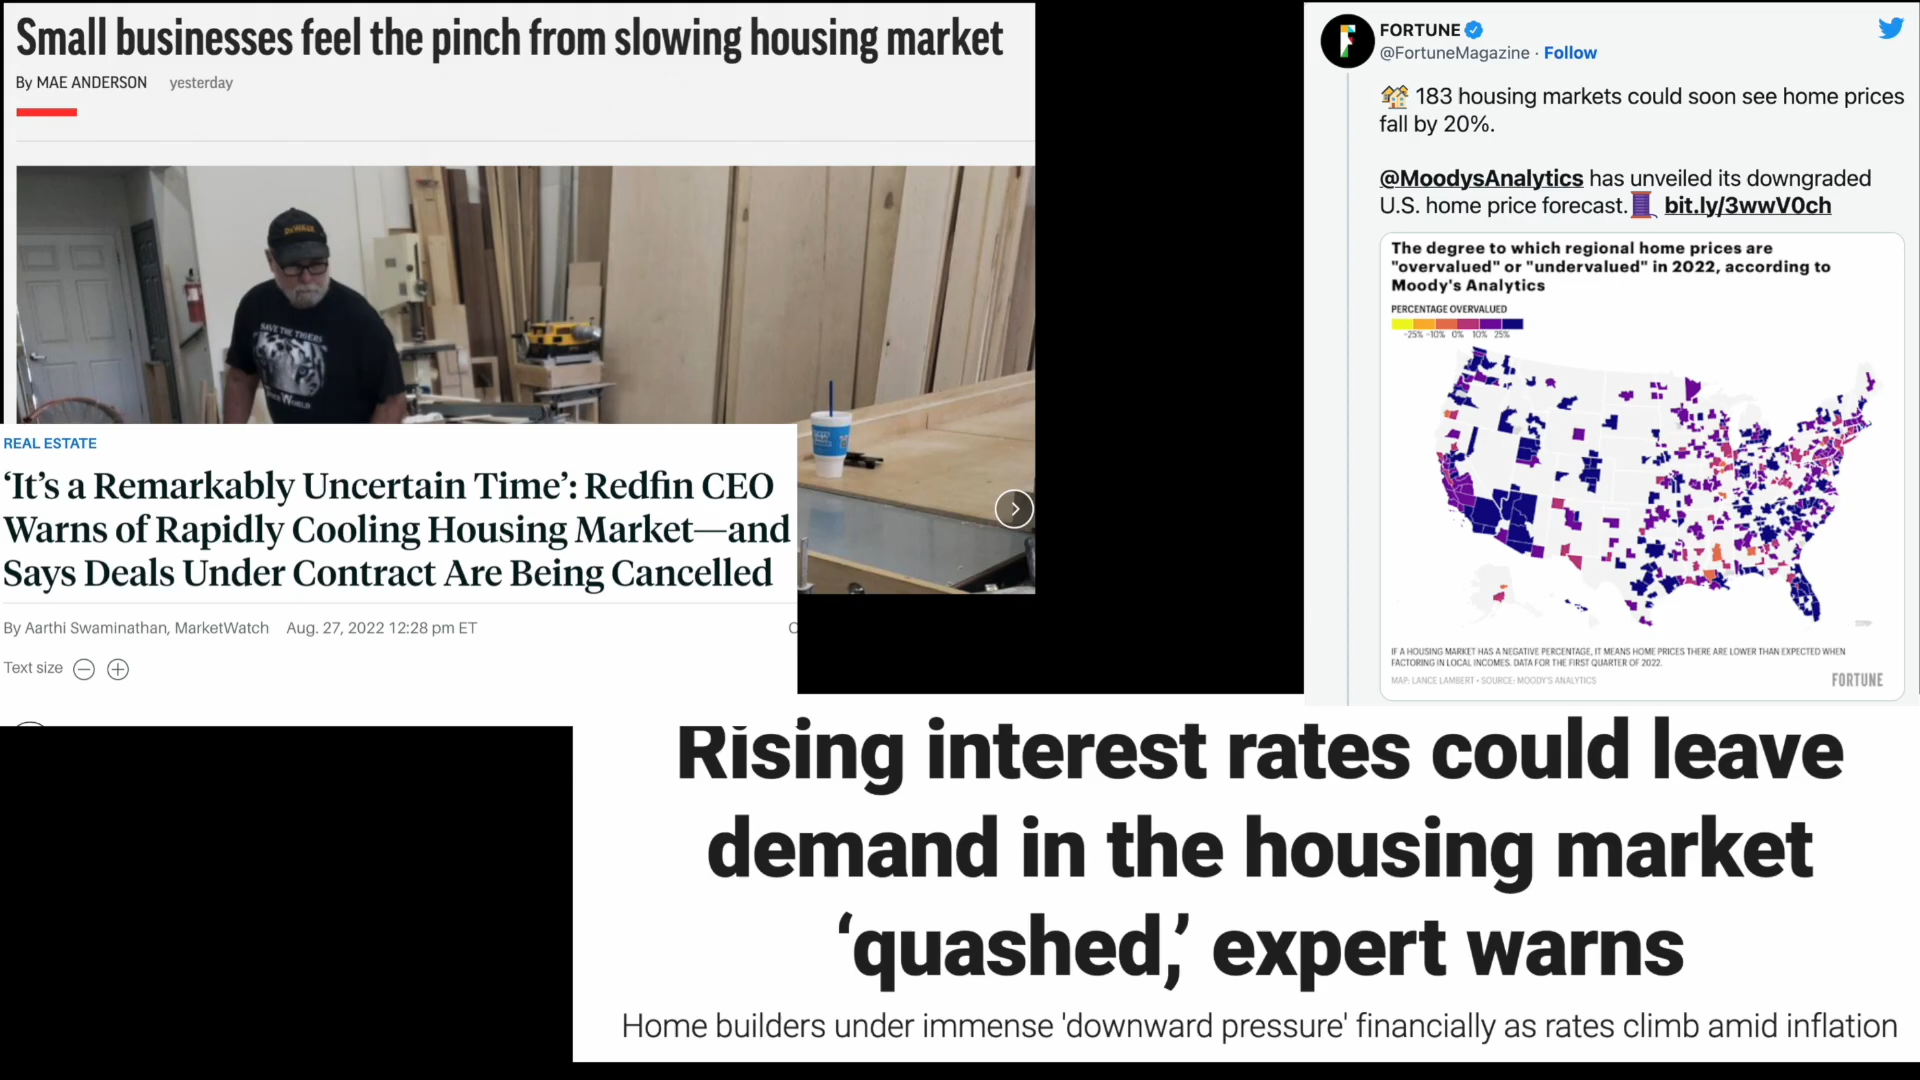 Small businesses feel the pinch from slowing housing market
By MAE ANDERSON yesterday
DEWALT
SAVE THE TIGERS
REAL ESTATE
‘It’s a Remarkably Uncertain Time’: Redfin CEO
Warns of Rapidly Cooling Housing Market—and
Says Deals Under Contract Are Being Cancelled
By Aarthi Swaminathan, MarketWatch Aug. 27, 2022 12:28 pm ET
Text size
FORTUNE
@FortuneMagazine · Follow
183 housing markets could soon see home prices
fall by 20%.
@MoodysAnalytics has unveiled its downgraded
U.S. home price forecast. bit.ly/3wwV0ch
The degree to which regional home prices are
"overvalued" or "undervalued" in 2022, according to
Moody's Analytics
PERCENTAGE OVERVALUED
-25% -10% 0% 10% 25%
IF A HOUSING MARKET HAS A NEGATIVE PERCENTAGE, IT MEANS HOME PRICES THERE ARE LOWER THAN EXPECTED WHEN
FACTORING IN LOCAL INCOMES. DATA FOR THE FIRST QUARTER OF 2022.
MAP: LANCE LAMBERT • SOURCE: MOODY'S ANALYTICS
FORTUNE
Rising interest rates could leave
demand in the housing market
‘quashed,’ expert warns
Home builders under immense 'downward pressure' financially as rates climb amid inflation